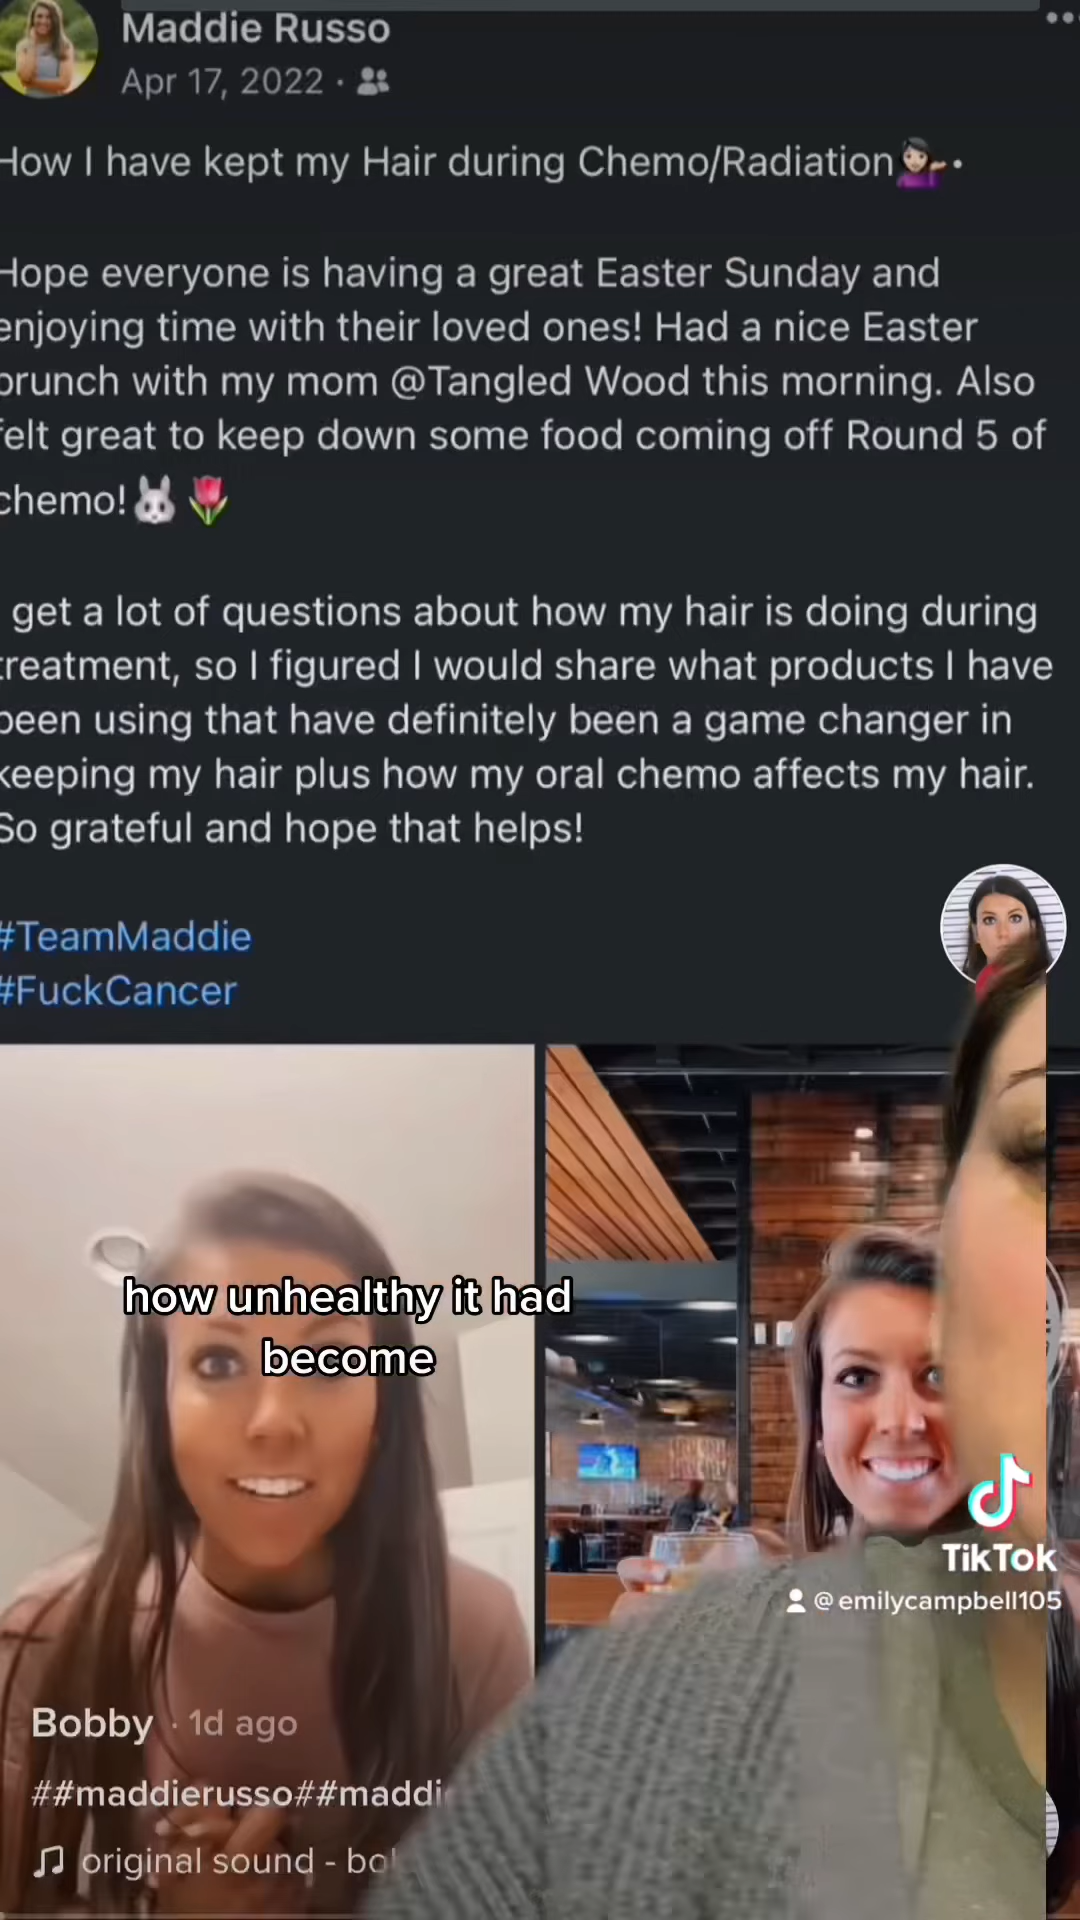 Maddie Russo
Apr 17, 2022 ·
How I have kept my Hair during Chemo/Radiation
Hope everyone is having a great Easter Sunday and
enjoying time with their loved ones! Had a nice Easter
brunch with my mom @Tangled Wood this morning. Also
felt great to keep down some food coming off Round 5 of
chemo!
get a lot of questions about how my hair is doing during
treatment, so I figured I would share what products I have
been using that have definitely been a game changer in
keeping my hair plus how my oral chemo affects my hair.
So grateful and hope that helps!
#TeamMaddie
#FuckCancer
how unhealthy it had
become
TikTok
@emilycampbell105
Bobby · 1d ago
##maddierusso##maddi
original sound - bo